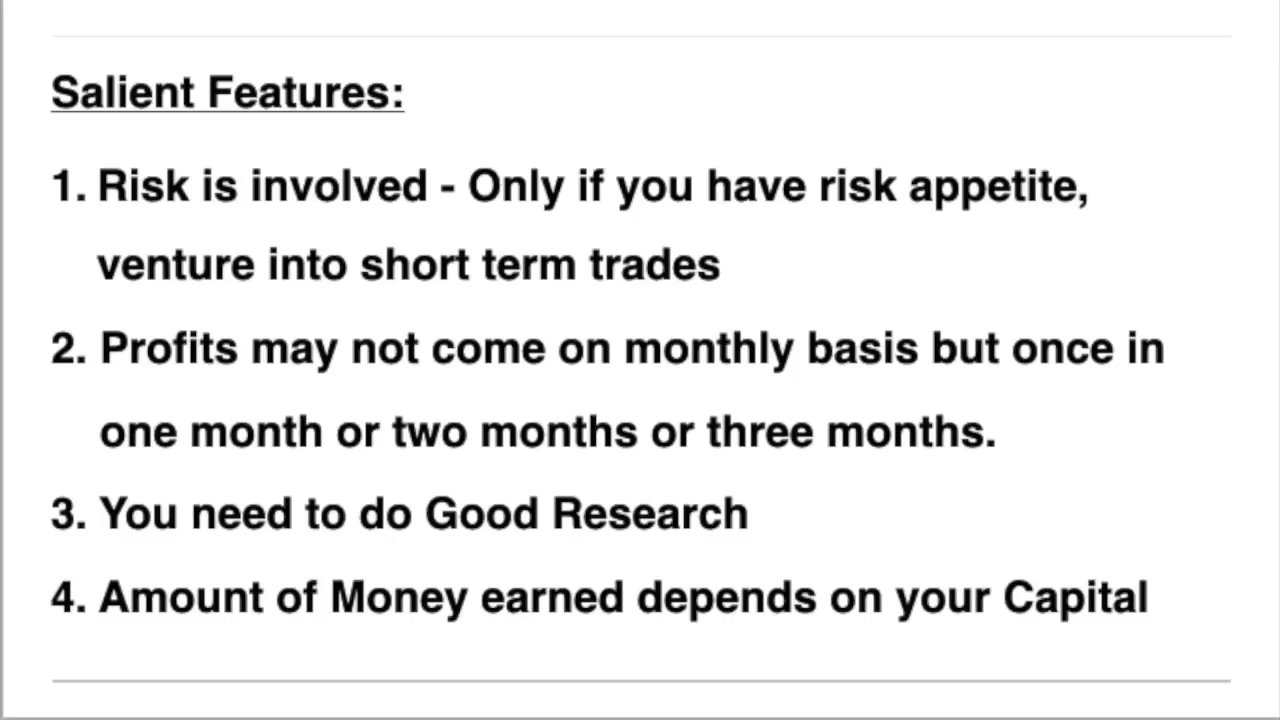 Salient Features:
1. Risk is involved - Only if you have risk appetite,
venture into short term trades
2. Profits may not come on monthly basis but once in
one month or two months or three months.
3. You need to do Good Research
4. Amount of Money earned depends on your Capital